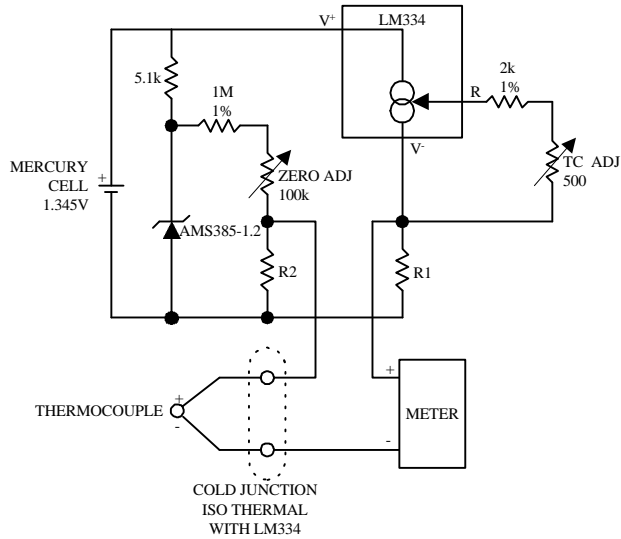 V+
LM334
5.1k
1M
1%
R
2k
1%
V-
MERCURY
CELL
1.345V
+
ZERO ADJ
100k
TC ADJ
500
AMS385-1.2
R2
R1
+
METER
-
THERMOCOUPLE
+
-
COLD JUNCTION
ISO THERMAL
WITH LM334